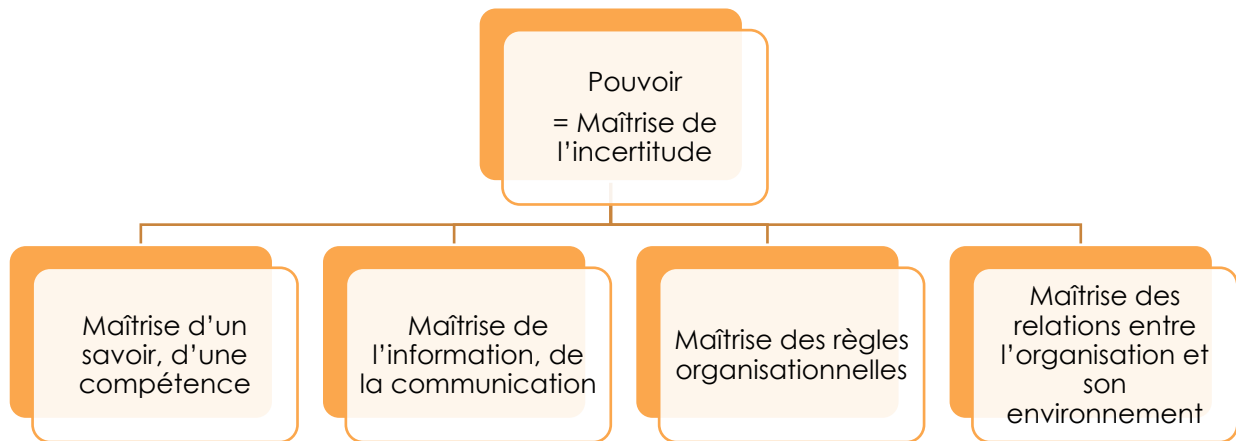 Pouvoir
= Maîtrise de
l’incertitude
Maîtrise d’un
savoir, d’une
compétence
Maîtrise de
l’information, de
la communication
Maîtrise des règles
organisationnelles
Maîtrise des
relations entre
l’organisation et
son
environnement